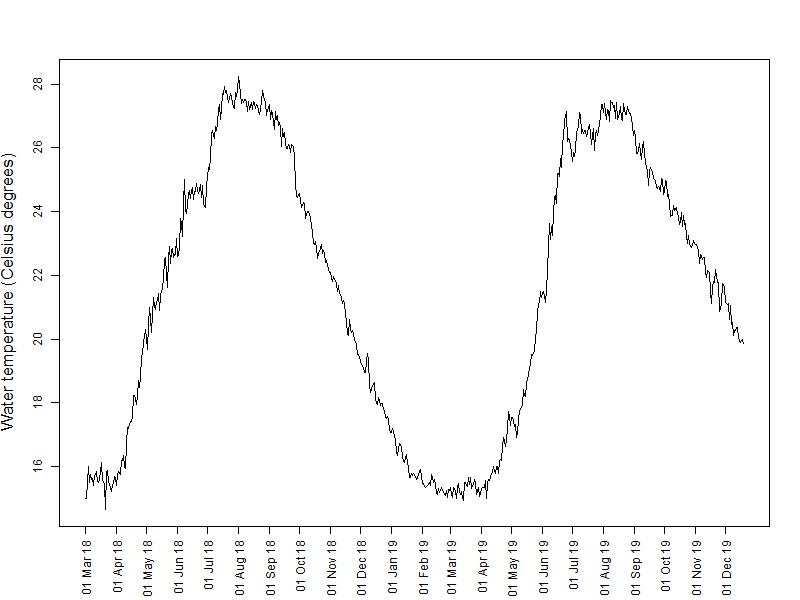 Water temperature (Celsius degrees)
28
26
24
22
20
18
16
01 Mar 18
01 Apr 18
01 May 18
01 Jun 18
01 Jul 18
01 Aug 18
01 Sep 18
01 Oct 18
01 Nov 18
01 Dec 18
01 Jan 19
01 Feb 19
01 Mar 19
01 Apr 19
01 May 19
01 Jun 19
01 Jul 19
01 Aug 19
01 Sep 19
01 Oct 19
01 Nov 19
01 Dec 19